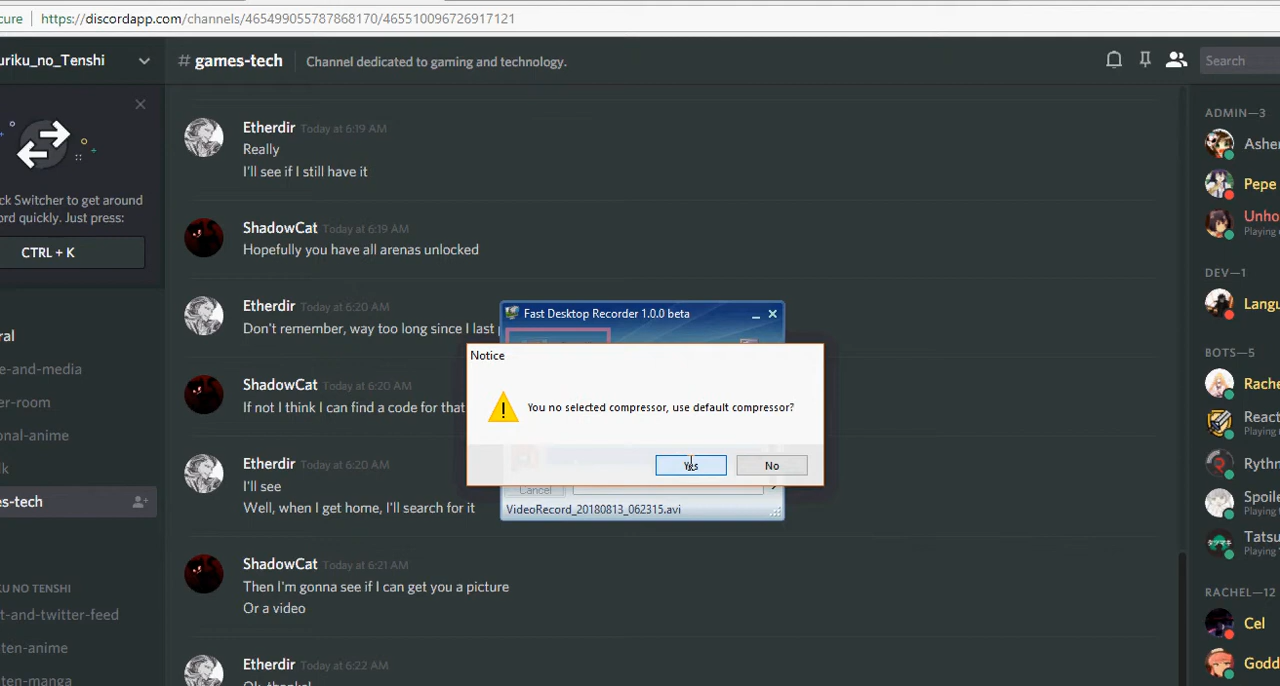 cure | https://discordapp.com/channels/465499055787868170/465510096726917121
uriku_no_Tenshi
# games-tech
Channel dedicated to gaming and technology.
Search
ck Switcher to get around
ord quickly. Just press:
CTRL + K
ral
e-and-media
er-room
onal-anime
lk
es-tech
KU NO TENSHI
t-and-twitter-feed
ten-anime
ten-manga
Etherdir Today at 6:19 AM
Really
I'll see if I still have it
ShadowCat Today at 6:19 AM
Hopefully you have all arenas unlocked
Etherdir Today at 6:20 AM
Don't remember, way too long since I last p
ShadowCat Today at 6:20 AM
If not I think I can find a code for that
Etherdir Today at 6:20 AM
I'll see
Well, when I get home, I'll search for it
ShadowCat Today at 6:21 AM
Then I'm gonna see if I can get you a picture
Or a video
Etherdir Today at 6:22 AM
Ok, thanks!
Fast Desktop Recorder 1.0.0 beta
Notice
You no selected compressor, use default compressor?
Yes
No
Cancel
VideoRecord_20180813_062315.avi
ADMIN—3
Asher
Pepe
Unho
Playing
DEV—1
Langu
BOTS—5
Rache
React
Playing
Rythn
Spoile
Playing
Tatsu
Playing
RACHEL—12
Cel
Godd